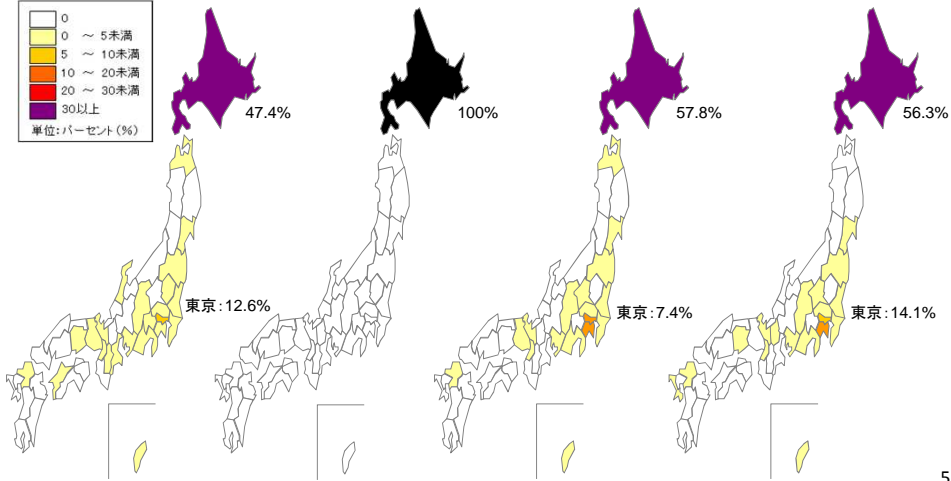 0
0 ～ 5未満
5 ～ 10未満
10 ～ 20未満
20 ～ 30未満
30以上
単位：パーセント（%）
47.4%
100%
57.8%
56.3%
東京：12.6%
東京：7.4%
東京：14.1%
5